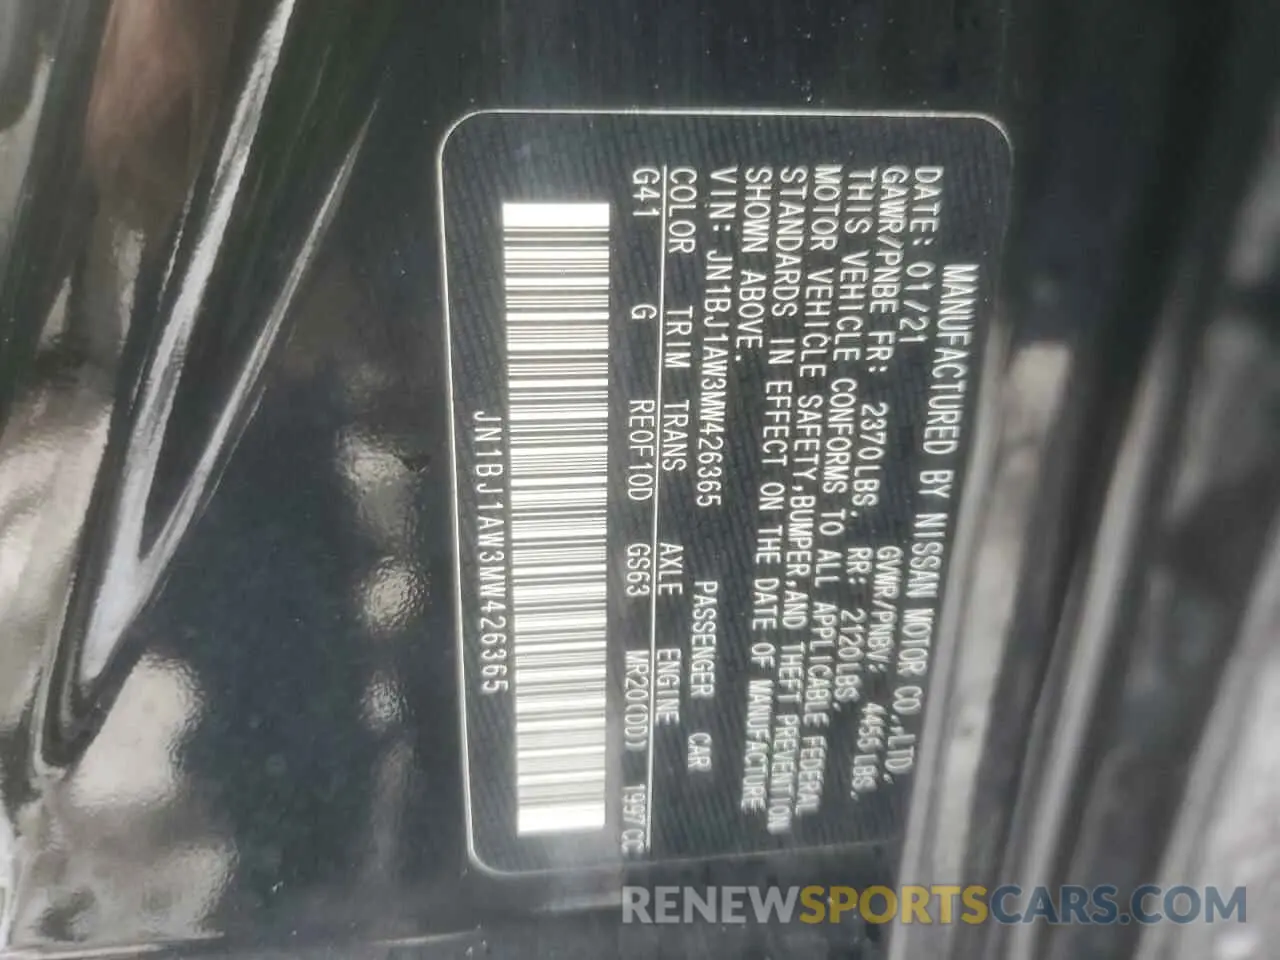 MANUFACTURED BY NISSAN MOTOR CO.,LTD.
DATE: 01/21 GVWR/PNBV: 4456 LBS.
GAWR/PNBE FR: 2370LBS. RR: 2120LBS.
THIS VEHICLE CONFORMS TO ALL APPLICABLE FEDERAL
MOTOR VEHICLE SAFETY,BUMPER,AND THEFT PREVENTION
STANDARDS IN EFFECT ON THE DATE OF MANUFACTURE
SHOWN ABOVE.
VIN: JN1BJ1AW3MW426365 PASSENGER CAR
COLOR TRIM TRANS AXLE ENGINE
G41 G RE0F10D GS63 MR20(DD) 1997CC
JN1BJ1AW3MW426365
RENEWSPORTSCARS.COM